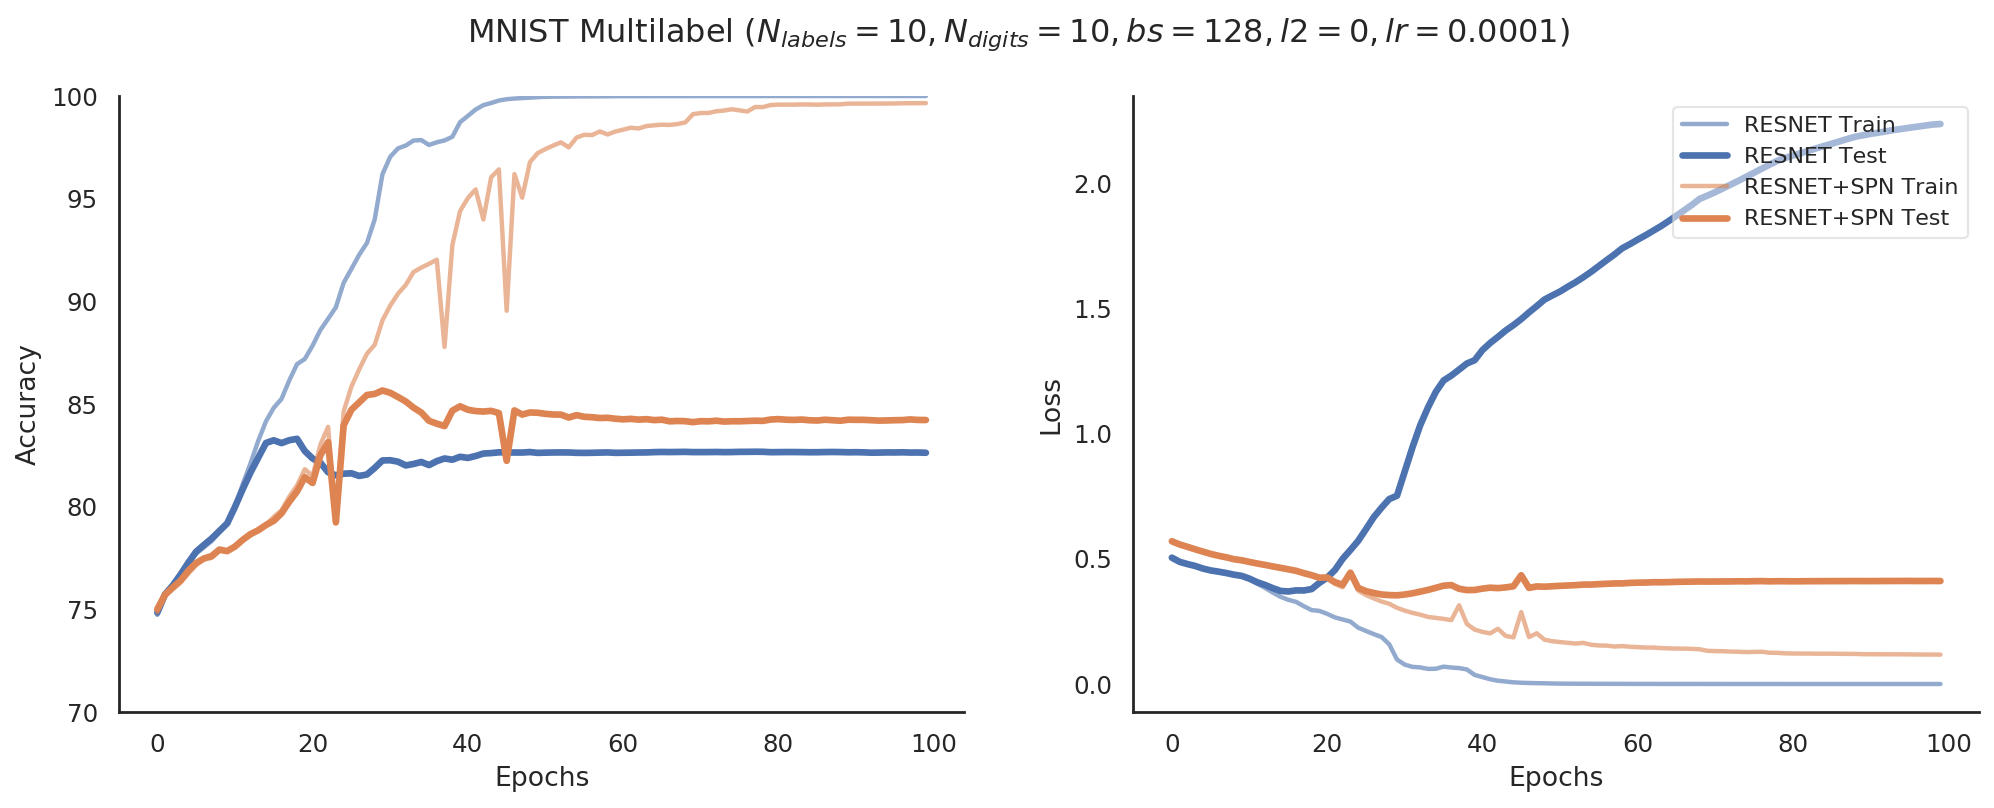 MNIST Multilabel (N_labels = 10, N_digits = 10, bs = 128, l2 = 0, lr = 0.0001)
100
95
90
85
80
75
70
Accuracy
0 20 40 60 80 100
Epochs
2.0
1.5
1.0
0.5
0.0
Loss
0 20 40 60 80 100
Epochs
RESNET Train
RESNET Test
RESNET+SPN Train
RESNET+SPN Test